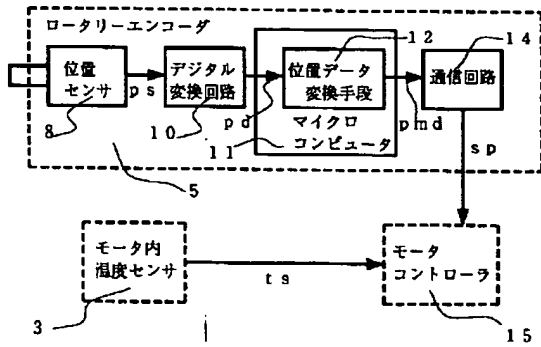 ロータリーエンコーダ
位置
センサ
8
ps
デジタル
変換回路
10
pd
12
位置データ
変換手段
マイクロ
コンピュータ
11
pmd
14
通信回路
sp
5
モータ内
温度センサ
3
ts
モータ
コントローラ
15